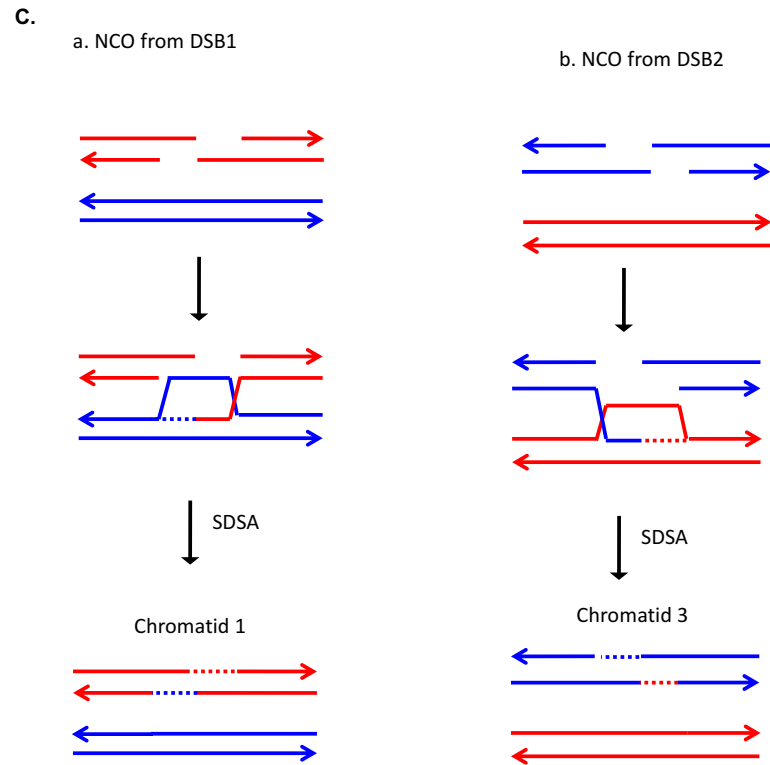 C.
a. NCO from DSB1
b. NCO from DSB2
SDSA
SDSA
Chromatid 1
Chromatid 3